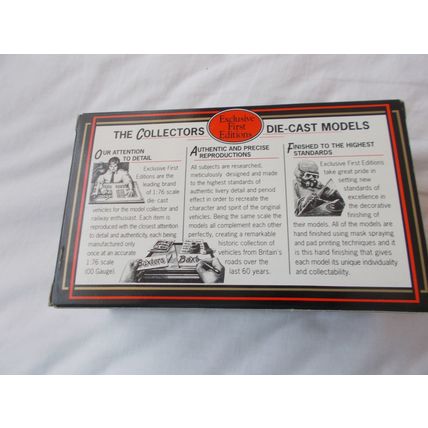 THE COLLECTORS
Exclusive
First
Editions
DIE-CAST MODELS
OUR ATTENTION
TO DETAIL
Exclusive First
Editions are the
leading brand
of 1:76 scale
die-cast
vehicles for the model collector and
railway enthusiast. Each item is
reproduced with the closest attention
to detail and authenticity, each being
manufactured only
once at an accurate
1:76 scale
(00 Gauge).
AUTHENTIC AND PRECISE
REPRODUCTIONS
All subjects are researched,
meticulously designed and made
to the highest standards of
authentic livery detail and period
effect in order to recreate the
character and spirit of the original
vehicles. Being the same scale the
models all complement each other
perfectly, creating a remarkable
historic collection of
vehicles from Britain's
roads over the
last 60 years.
Baxters Baxt
FINISHED TO THE HIGHEST
STANDARDS
Exclusive First Editions
take great pride in
setting new
standards of
excellence in
the decorative
finishing of
their models. All of the models are
hand finished using mask spraying
and pad printing techniques and it
is this hand finishing that gives
each model its unique individuality
and collectability.